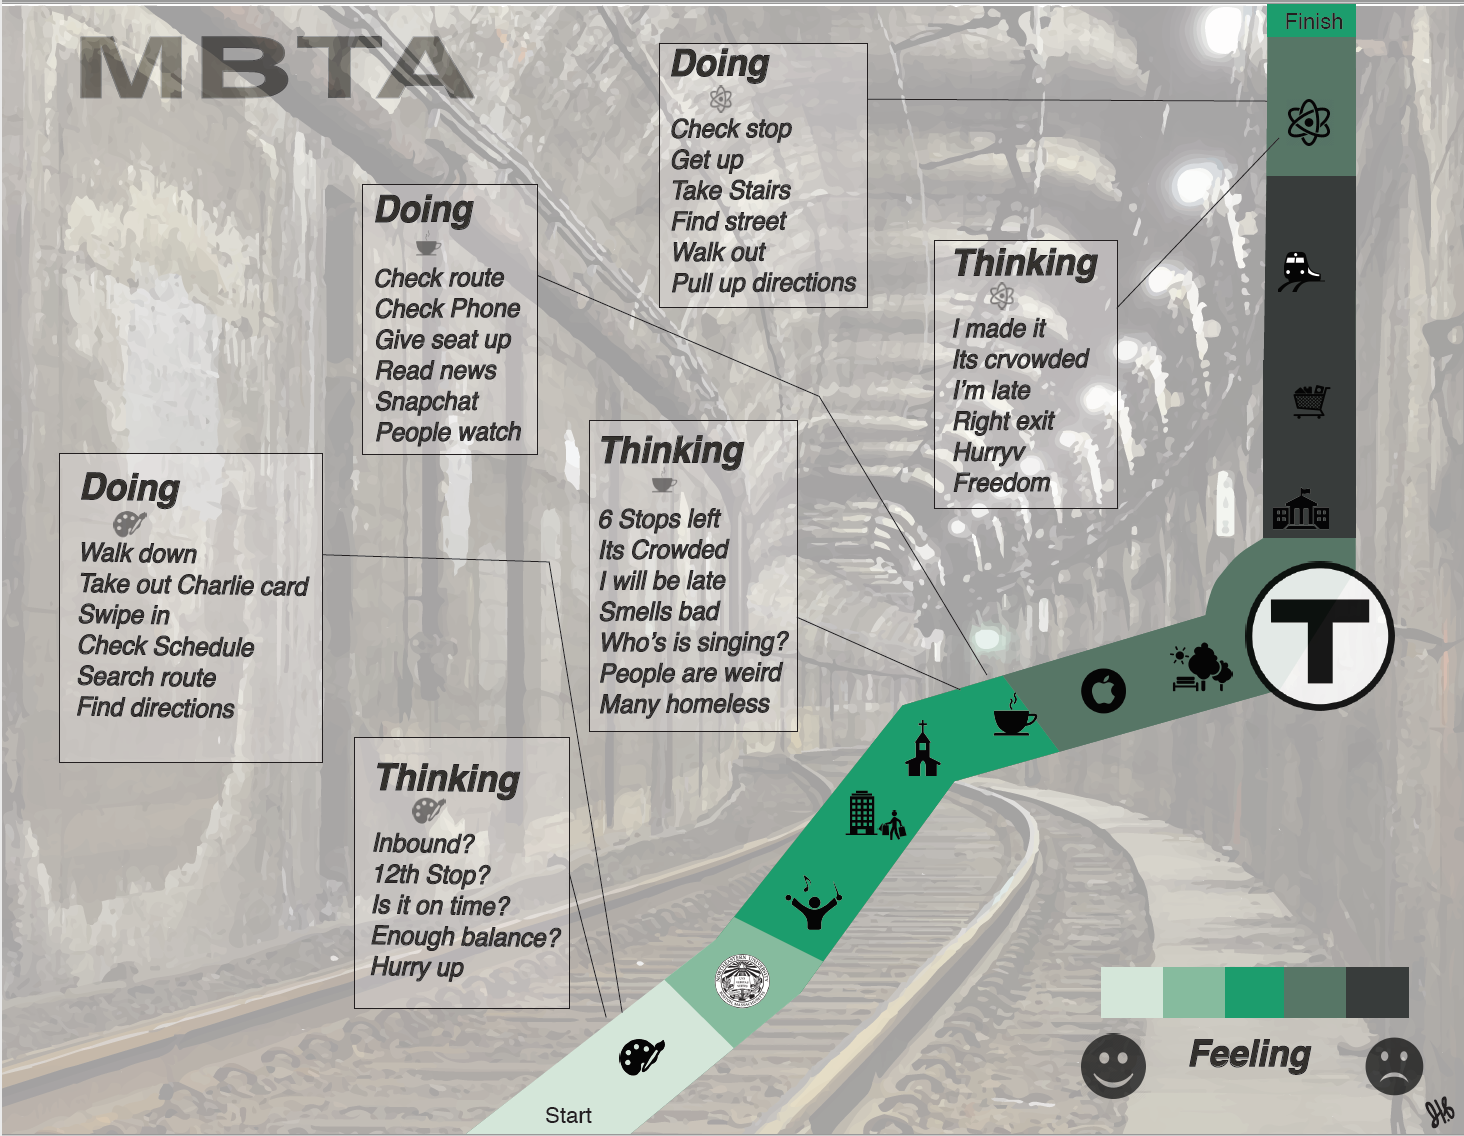 MBTA
Finish
Doing
Check stop
Get up
Take Stairs
Find street
Walk out
Pull up directions
Doing
Check route
Check Phone
Give seat up
Read news
Snapchat
People watch
Thinking
I made it
Its crvowded
I'm late
Right exit
Hurryv
Freedom
Thinking
6 Stops left
Its Crowded
I will be late
Smells bad
Who's is singing?
People are weird
Many homeless
Doing
Walk down
Take out Charlie card
Swipe in
Check Schedule
Search route
Find directions
T
Thinking
Inbound?
12th Stop?
Is it on time?
Enough balance?
Hurry up
Feeling
Start